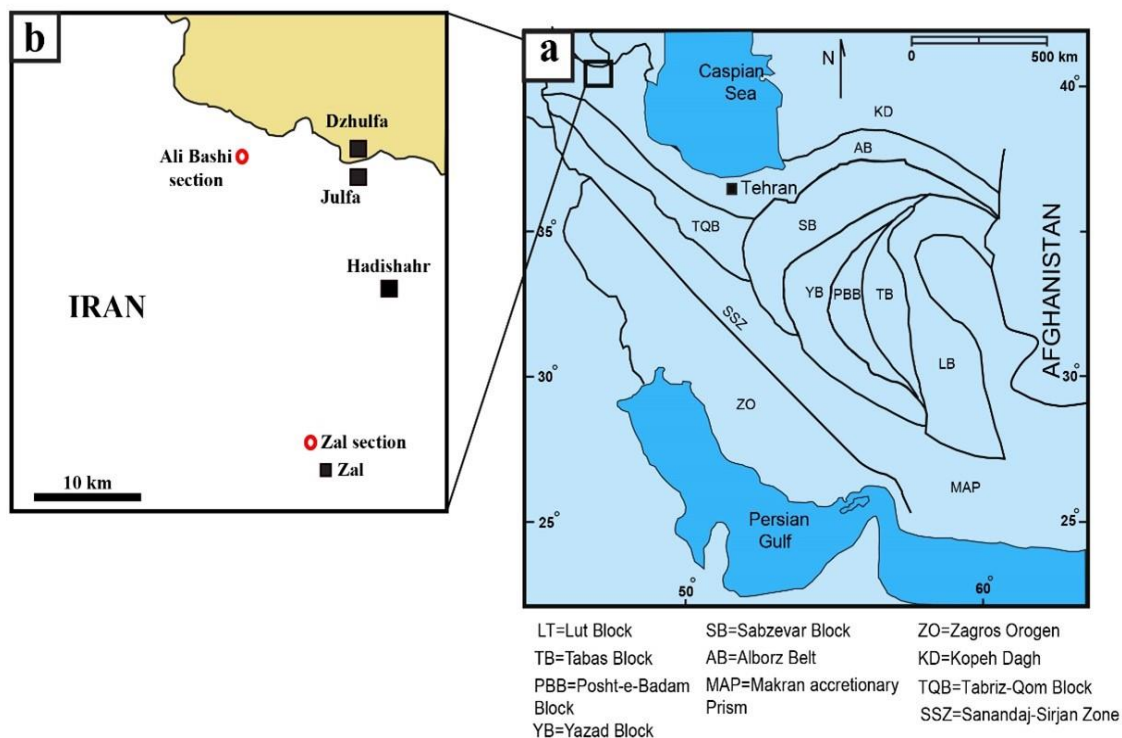 b
Dzhulfa
Ali Bashi
section
Julfa
Hadishahr
IRAN
Zal section
Zal
10 km
a
Caspian
Sea
N
0 500 km
40°
KD
AB
Tehran
35°
TQB
SB
YB
PBB
TB
SSZ
LB
AFGHANISTAN
30°
30°
ZO
MAP
Persian
Gulf
25°
25°
50°
60°
LT=Lut Block
TB=Tabas Block
PBB=Posht-e-Badam
Block
YB=Yazad Block
SB=Sabzevar Block
AB=Alborz Belt
MAP=Makran accretionary
Prism
ZO=Zagros Orogen
KD=Kopeh Dagh
TQB=Tabriz-Qom Block
SSZ=Sanandaj-Sirjan Zone